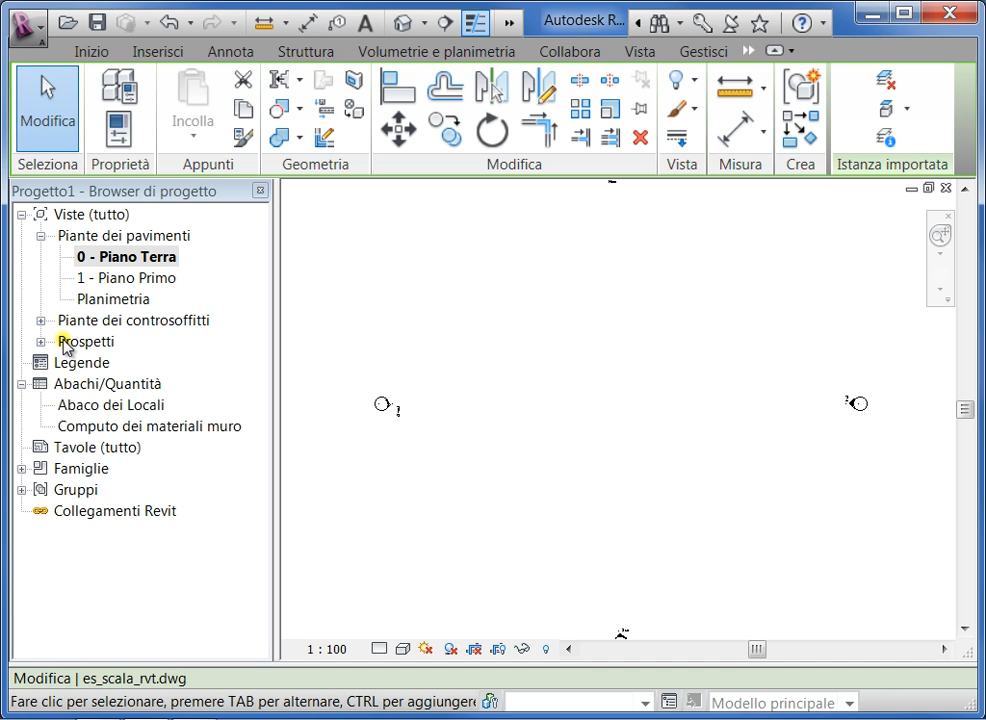 Autodesk R...
Inizio Inserisci Annota Struttura Volumetrie e planimetria Collabora Vista Gestisci
Modifica
Incolla
Seleziona Proprietà Appunti Geometria Modifica Vista Misura Crea Istanza importata
Progetto1 - Browser di progetto
Viste (tutto)
Piante dei pavimenti
0 - Piano Terra
1 - Piano Primo
Planimetria
Piante dei controsoffitti
Prospetti
Legende
Abachi/Quantità
Abaco dei Locali
Computo dei materiali muro
Tavole (tutto)
Famiglie
Gruppi
Collegamenti Revit
1 : 100
Modifica | es_scala_rvt.dwg
Fare clic per selezionare, premere TAB per alternare, CTRL per aggiungere
Modello principale